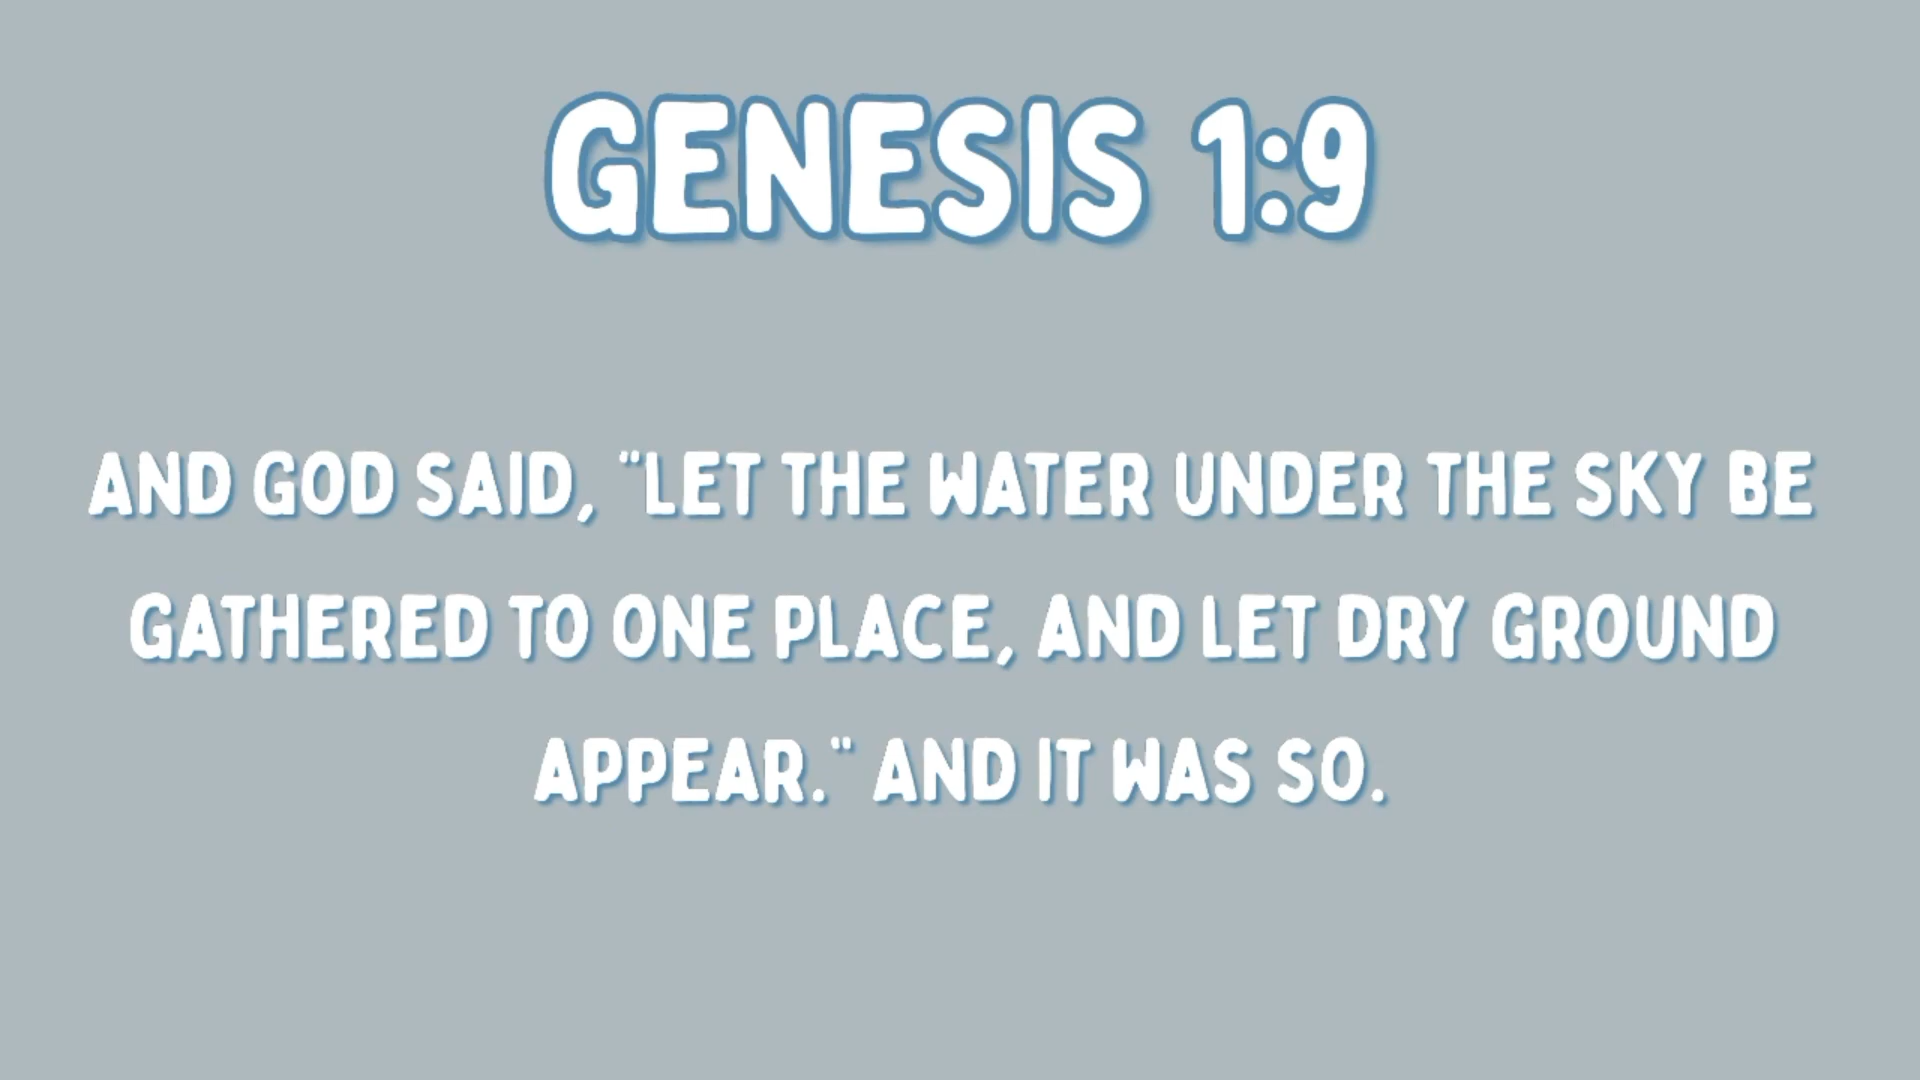 GENESIS 1:9
AND GOD SAID, "LET THE WATER UNDER THE SKY BE
GATHERED TO ONE PLACE, AND LET DRY GROUND
APPEAR." AND IT WAS SO.